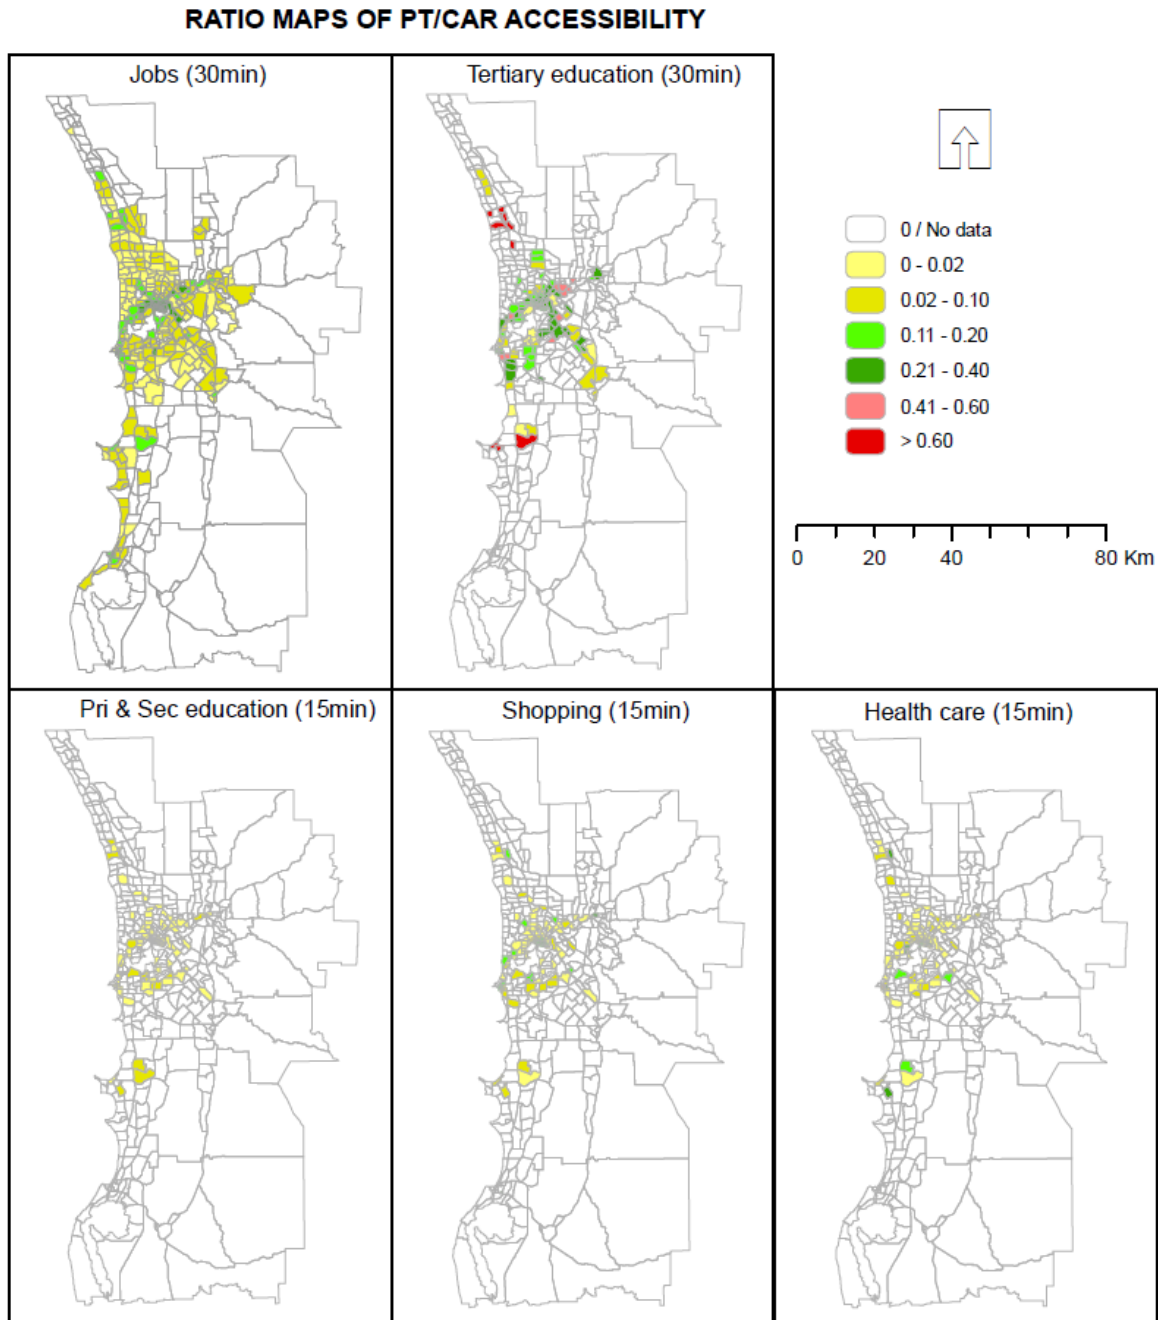 RATIO MAPS OF PT/CAR ACCESSIBILITY
Jobs (30min)
Tertiary education (30min)
0 / No data
0 - 0.02
0.02 - 0.10
0.11 - 0.20
0.21 - 0.40
0.41 - 0.60
> 0.60
0 20 40 80 Km
Pri & Sec education (15min)
Shopping (15min)
Health care (15min)